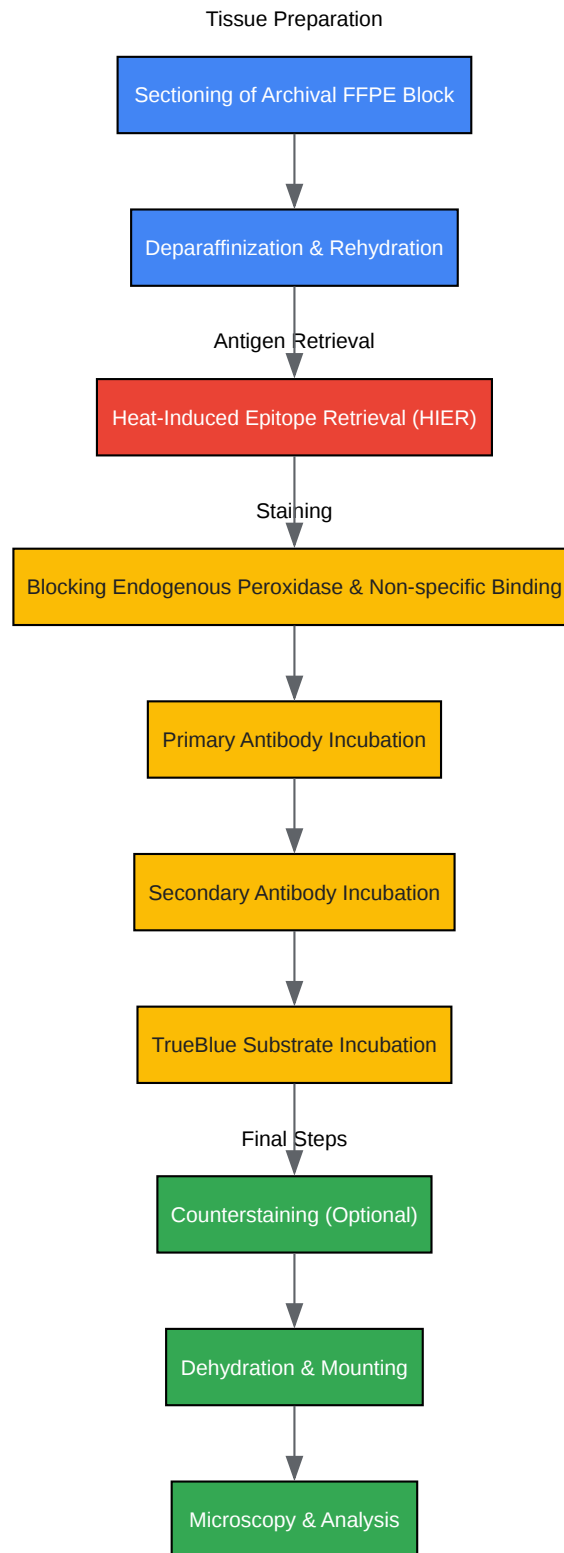 Tissue Preparation
Sectioning of Archival FFPE Block
Deparaffinization & Rehydration
Antigen Retrieval
Heat-Induced Epitope Retrieval (HIER)
Staining
Blocking Endogenous Peroxidase & Non-specific Binding
Primary Antibody Incubation
Secondary Antibody Incubation
TrueBlue Substrate Incubation
Final Steps
Counterstaining (Optional)
Dehydration & Mounting
Microscopy & Analysis